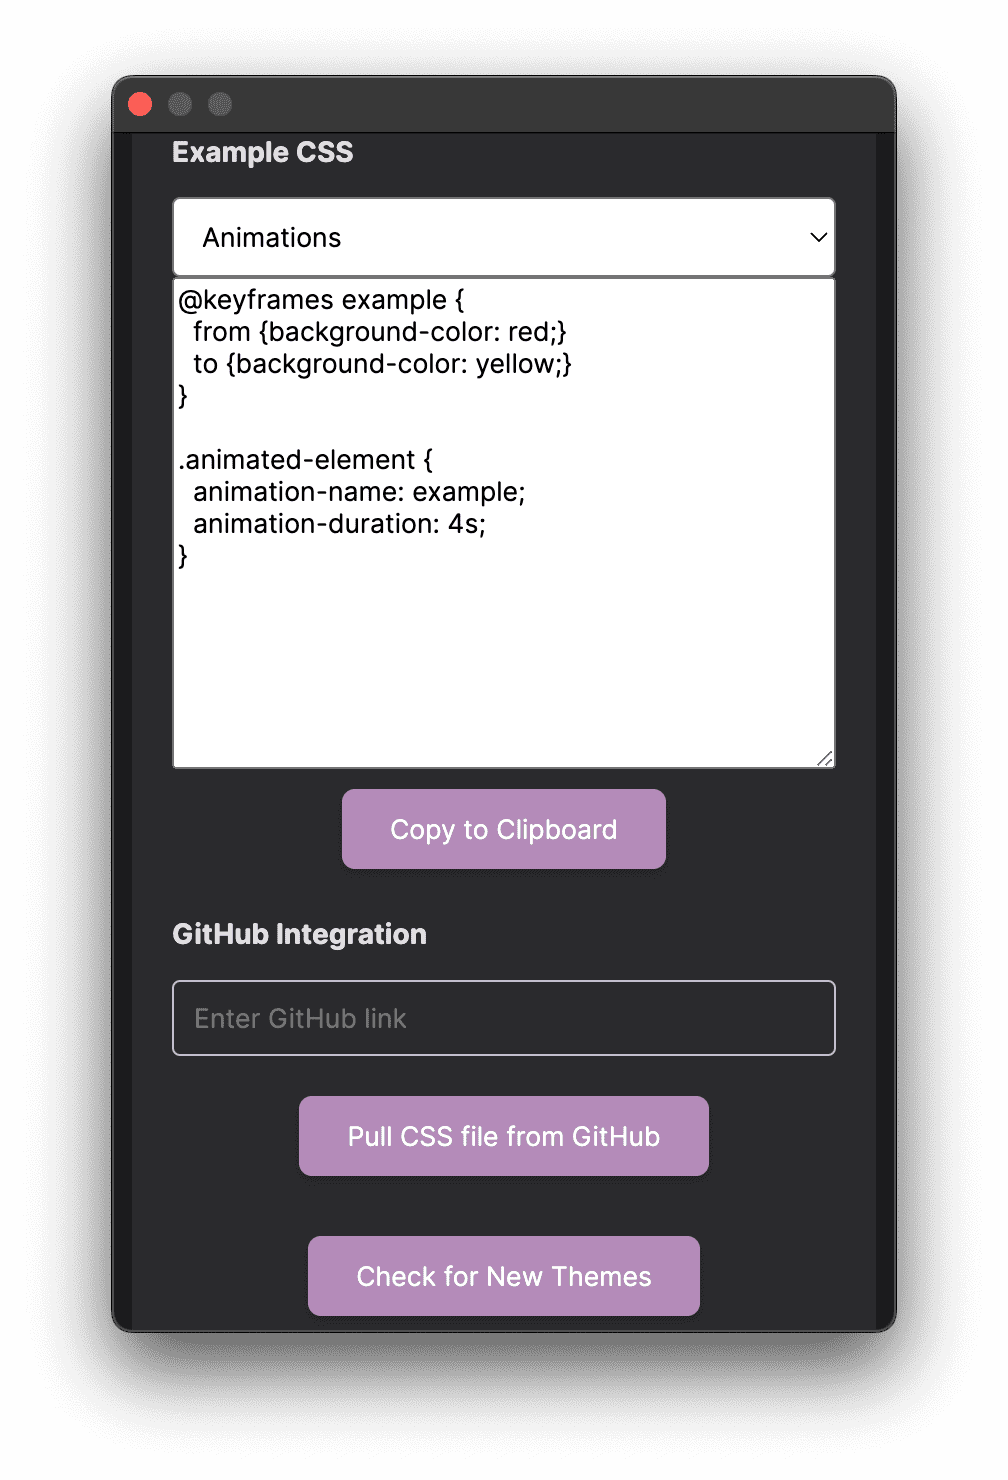 Example CSS
Animations
@keyframes example {
  from {background-color: red;}
  to {background-color: yellow;}
}

.animated-element {
  animation-name: example;
  animation-duration: 4s;
}
Copy to Clipboard
GitHub Integration
Enter GitHub link
Pull CSS file from GitHub
Check for New Themes